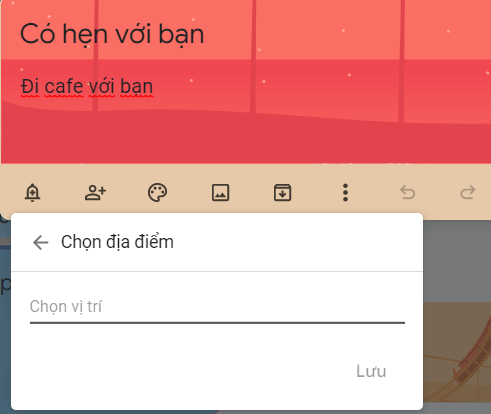 Có hẹn với bạn
Đi cafe với bạn
Chọn địa điểm
Chọn vị trí
Lưu